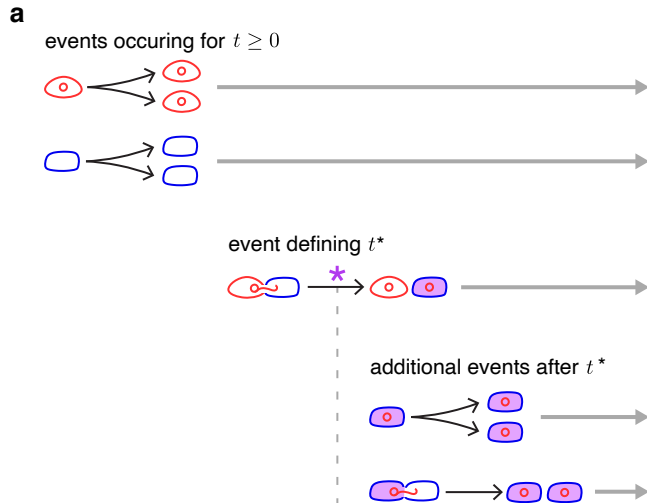 a
events occuring for t ≥ 0
event defining t*
*
additional events after t*